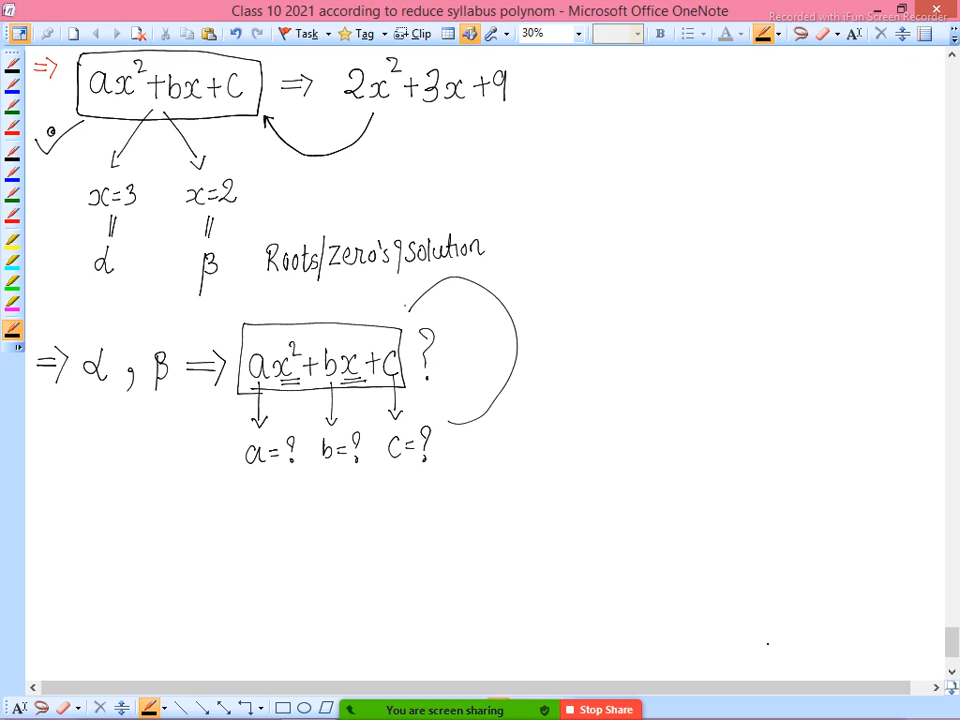 Class 10 2021 according to reduce syllabus polynom - Microsoft Office OneNote
Recorded with iFun Screen Recorder
Task Tag Clip 30% B A A
⇒ ax²+bx+c ⇒ 2x²+3x+9
x=3 x=2
= =
α β Roots/Zero's/Solution
⇒ α , β ⇒ ax²+bx+c ?
a=? b=? c=?
A You are screen sharing Stop Share